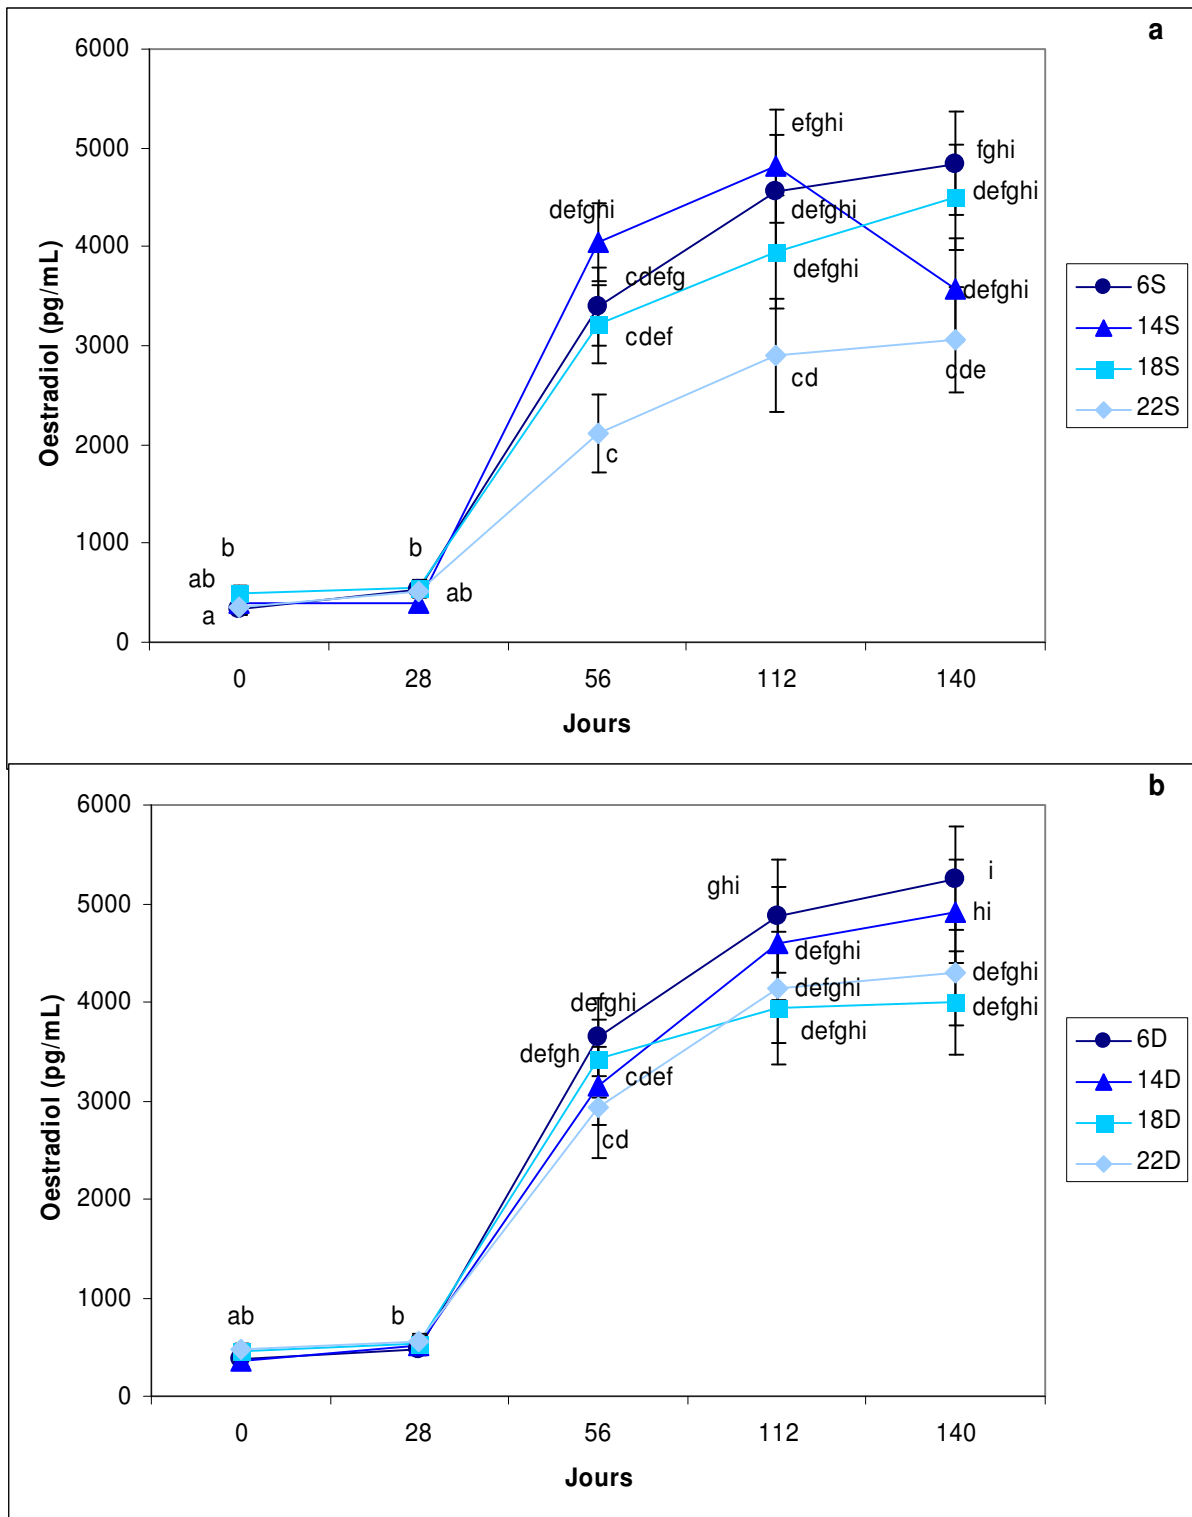 a
6000
5000
4000
3000
2000
1000
0
Oestradiol (pg/mL)
efghi
fghi
defghi
defghi
defghi
cdefg
defghi
defghi
cdef
cd
cde
c
b
b
ab
ab
a
0 28 56 112 140
Jours
6S
14S
18S
22S
b
6000
5000
4000
3000
2000
1000
0
Oestradiol (pg/mL)
i
ghi
hi
defghi
defghi
defghi
defghi
defghi
defghi
defgh
cdef
cd
ab
b
0 28 56 112 140
Jours
6D
14D
18D
22D